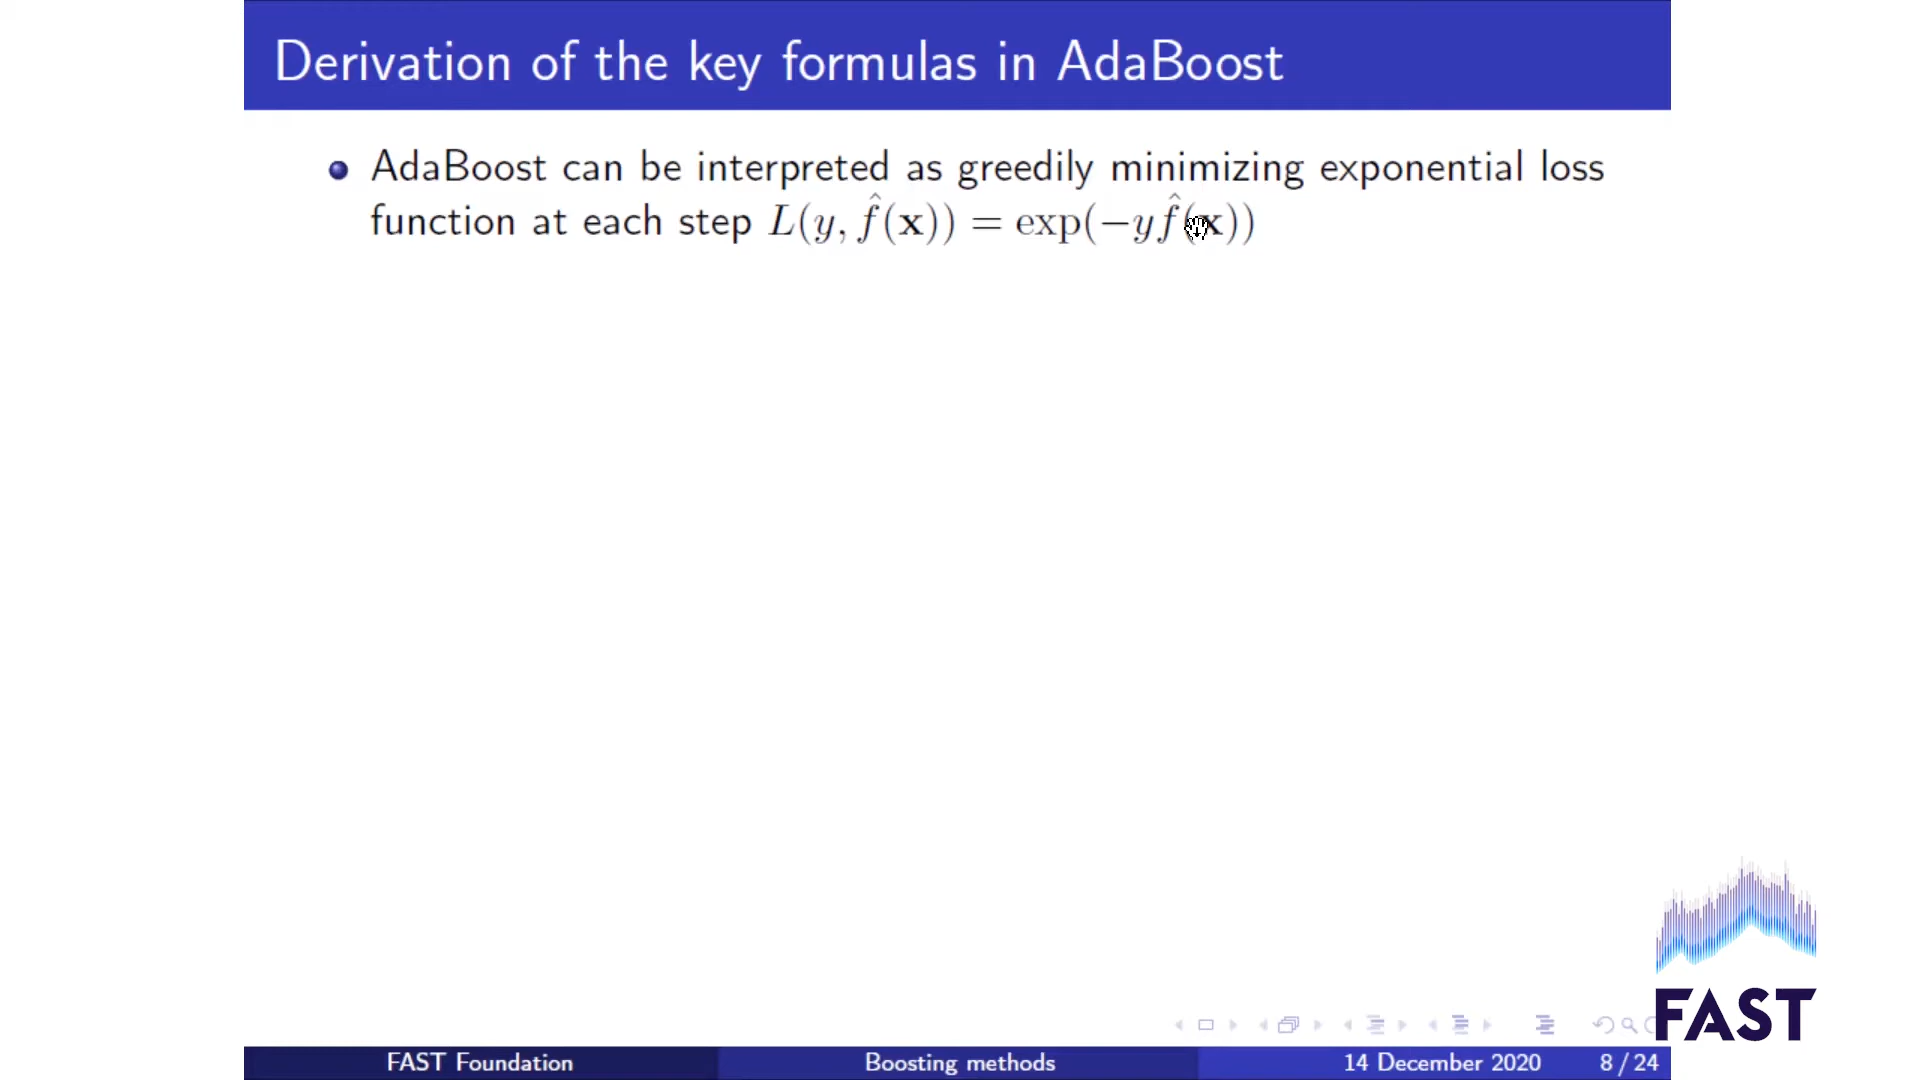 Derivation of the key formulas in AdaBoost
AdaBoost can be interpreted as greedily minimizing exponential loss
function at each step L(y, f̂(𝐱)) = exp(−yf̂(𝐱))
FAST
FAST Foundation
Boosting methods
14 December 2020
8 / 24